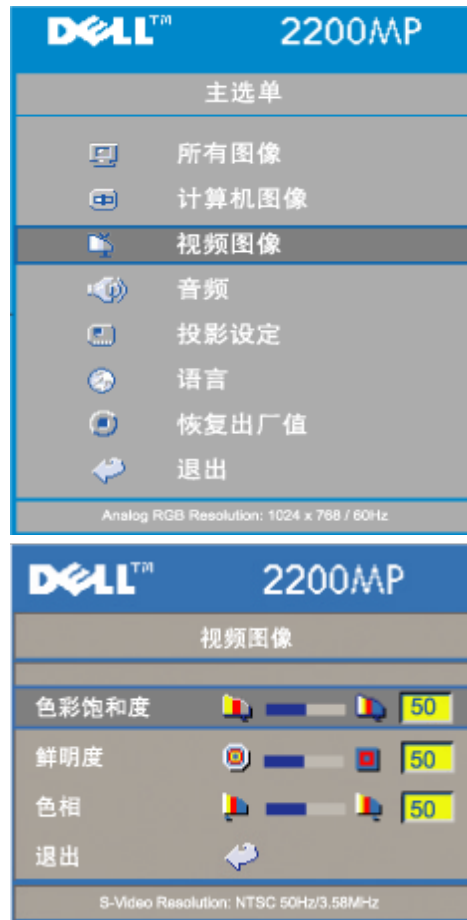 DELL™ 2200MP
主选单
所有图像
计算机图像
视频图像
音频
投影设定
语言
恢复出厂值
退出
Analog RGB Resolution: 1024 x 768 / 60Hz
DELL™ 2200MP
视频图像
色彩饱和度 50
鲜明度 50
色相 50
退出
S-Video Resolution: NTSC 50Hz/3.58MHz